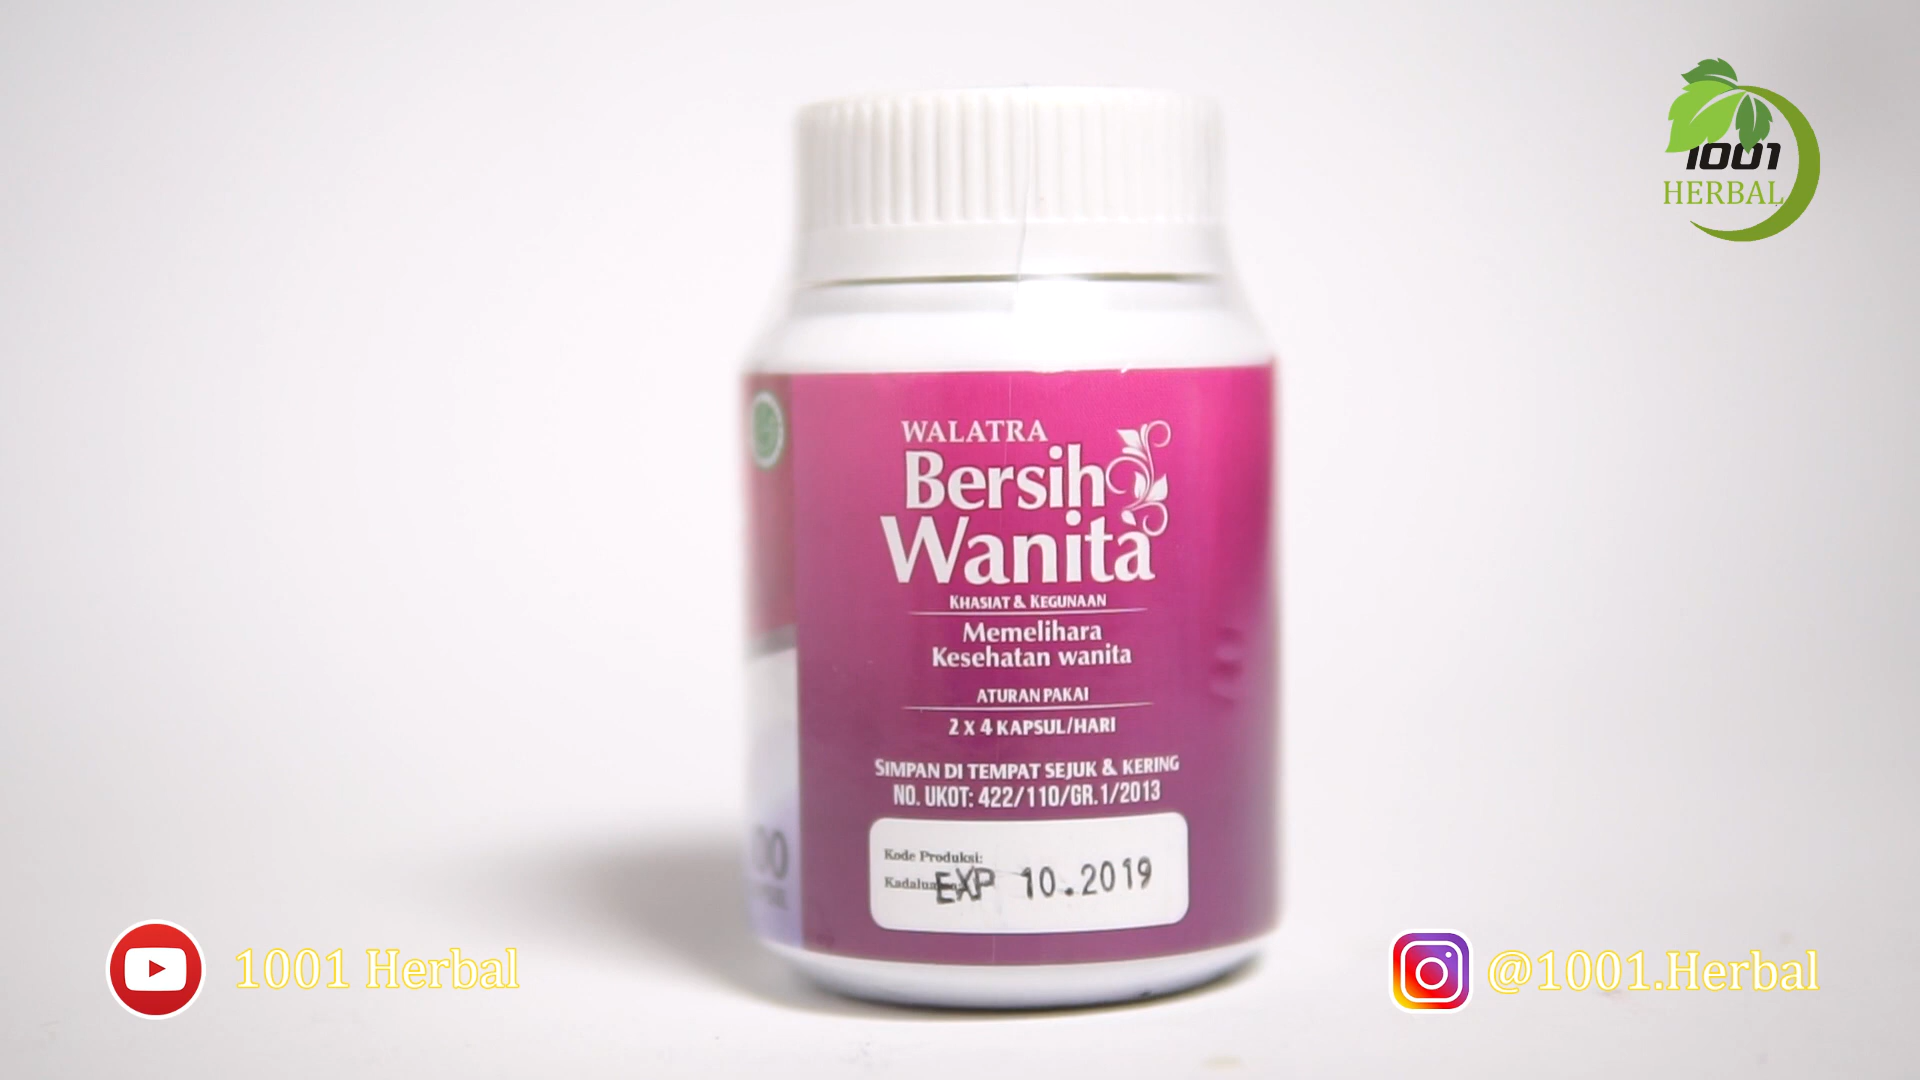 1001
HERBAL
WALATRA
Bersih
Wanita
KHASIAT & KEGUNAAN
Memelihara
Kesehatan wanita
ATURAN PAKAI
2 X 4 KAPSUL/HARI
SIMPAN DI TEMPAT SEJUK & KERING
NO. UKOT: 422/110/GR.1/2013
Kode Produksi:
EXP 10.2019
1001 Herbal
@1001.Herbal